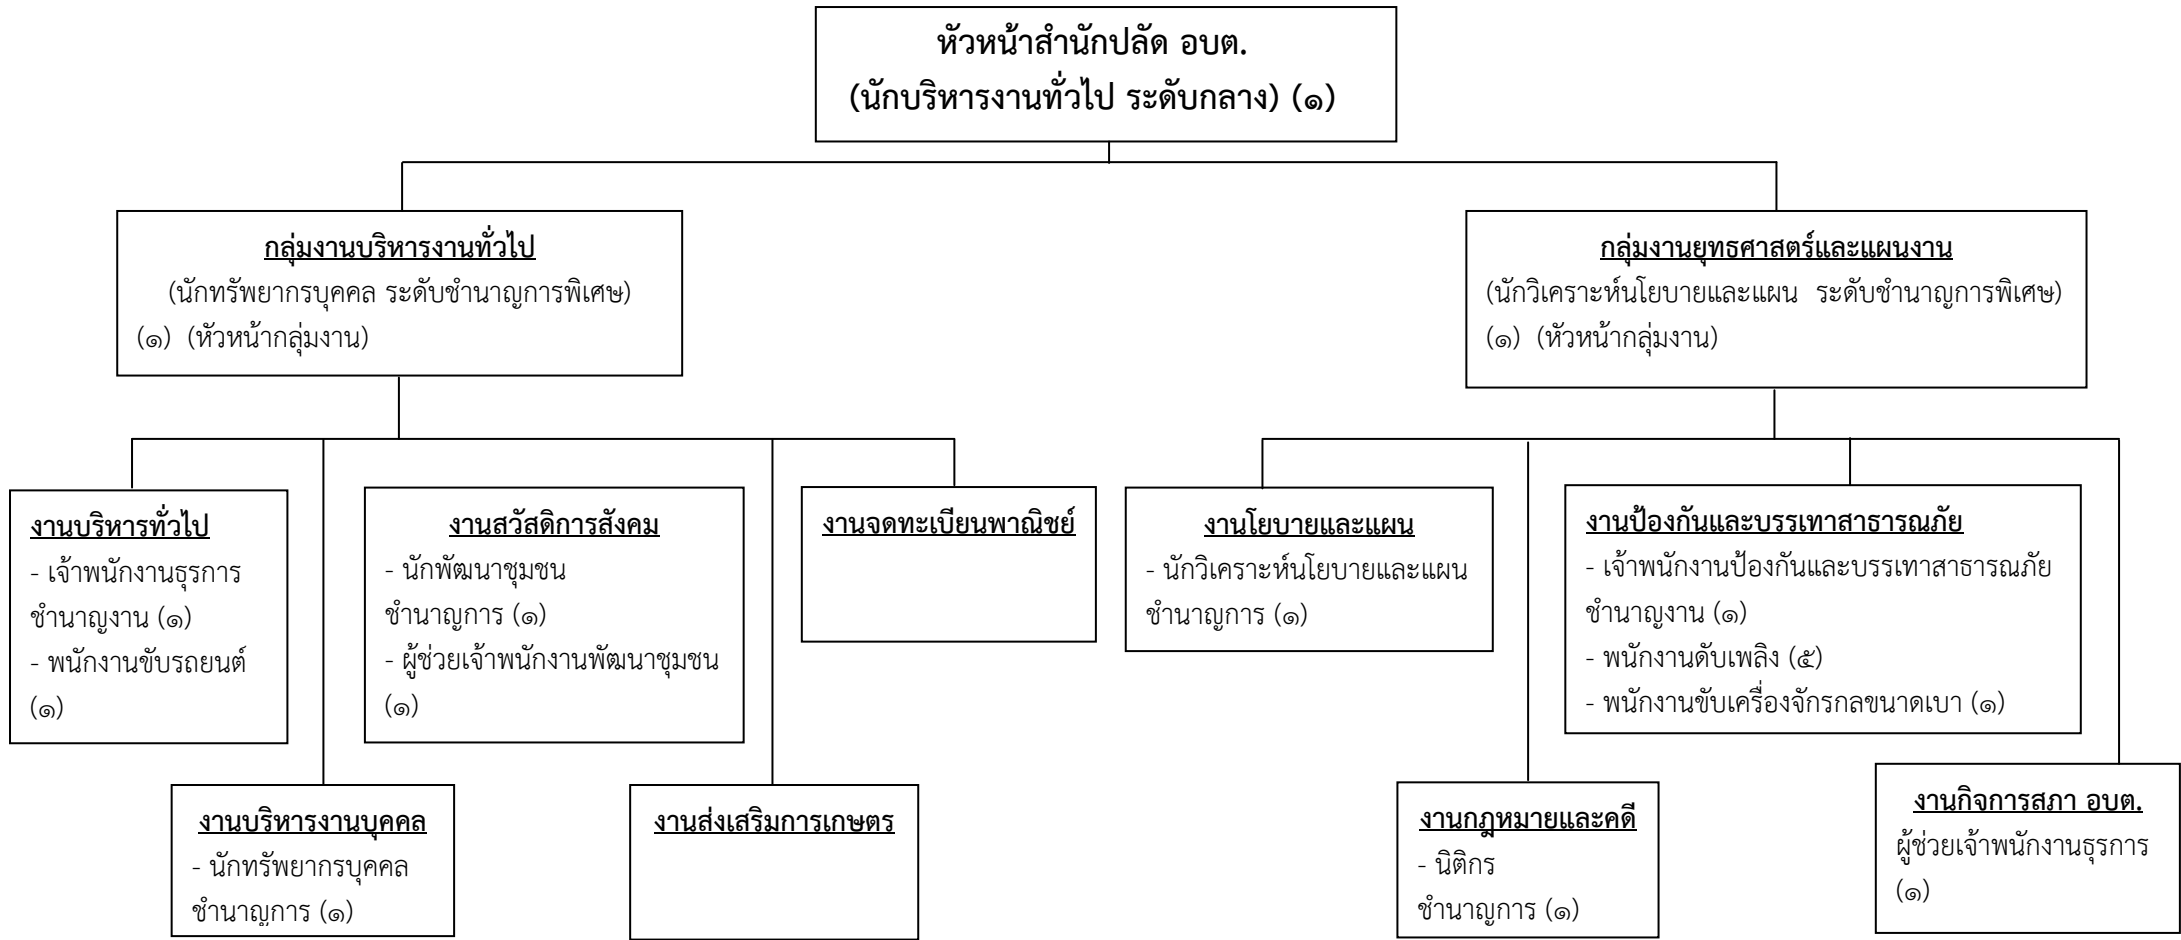 หัวหน้าสำนักปลัด อบต.
(นักบริหารงานทั่วไป ระดับกลาง) (๑)
กลุ่มงานบริหารงานทั่วไป
(นักทรัพยากรบุคคล ระดับชำนาญการพิเศษ)
(๑) (หัวหน้ากลุ่มงาน)
กลุ่มงานยุทธศาสตร์และแผนงาน
(นักวิเคราะห์นโยบายและแผน ระดับชำนาญการพิเศษ)
(๑) (หัวหน้ากลุ่มงาน)
งานบริหารทั่วไป
- เจ้าพนักงานธุรการ
ชำนาญงาน (๑)
- พนักงานขับรถยนต์
(๑)
งานสวัสดิการสังคม
- นักพัฒนาชุมชน
ชำนาญการ (๑)
- ผู้ช่วยเจ้าพนักงานพัฒนาชุมชน
(๑)
งานจดทะเบียนพาณิชย์
งานโยบายและแผน
- นักวิเคราะห์นโยบายและแผน
ชำนาญการ (๑)
งานป้องกันและบรรเทาสาธารณภัย
- เจ้าพนักงานป้องกันและบรรเทาสาธารณภัย
ชำนาญงาน (๑)
- พนักงานดับเพลิง (๕)
- พนักงานขับเครื่องจักรกลขนาดเบา (๑)
งานบริหารงานบุคคล
- นักทรัพยากรบุคคล
ชำนาญการ (๑)
งานส่งเสริมการเกษตร
งานกฎหมายและคดี
- นิติกร
ชำนาญการ (๑)
งานกิจการสภา อบต.
ผู้ช่วยเจ้าพนักงานธุรการ
(๑)